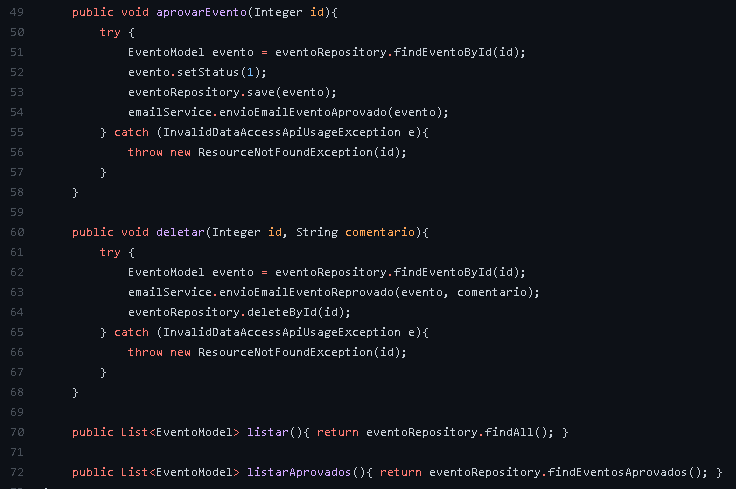 49 public void aprovarEvento(Integer id){
50 try {
51 EventoModel evento = eventoRepository.findEventoById(id);
52 evento.setStatus(1);
53 eventoRepository.save(evento);
54 emailService.envioEmailEventoAprovado(evento);
55 } catch (InvalidDataAccessApiUsageException e){
56 throw new ResourceNotFoundException(id);
57 }
58 }
59
60 public void deletar(Integer id, String comentario){
61 try {
62 EventoModel evento = eventoRepository.findEventoById(id);
63 emailService.envioEmailEventoReprovado(evento, comentario);
64 eventoRepository.deleteById(id);
65 } catch (InvalidDataAccessApiUsageException e){
66 throw new ResourceNotFoundException(id);
67 }
68 }
69
70 public List<EventoModel> listar(){ return eventoRepository.findAll(); }
71
72 public List<EventoModel> listarAprovados(){ return eventoRepository.findEventosAprovados(); }